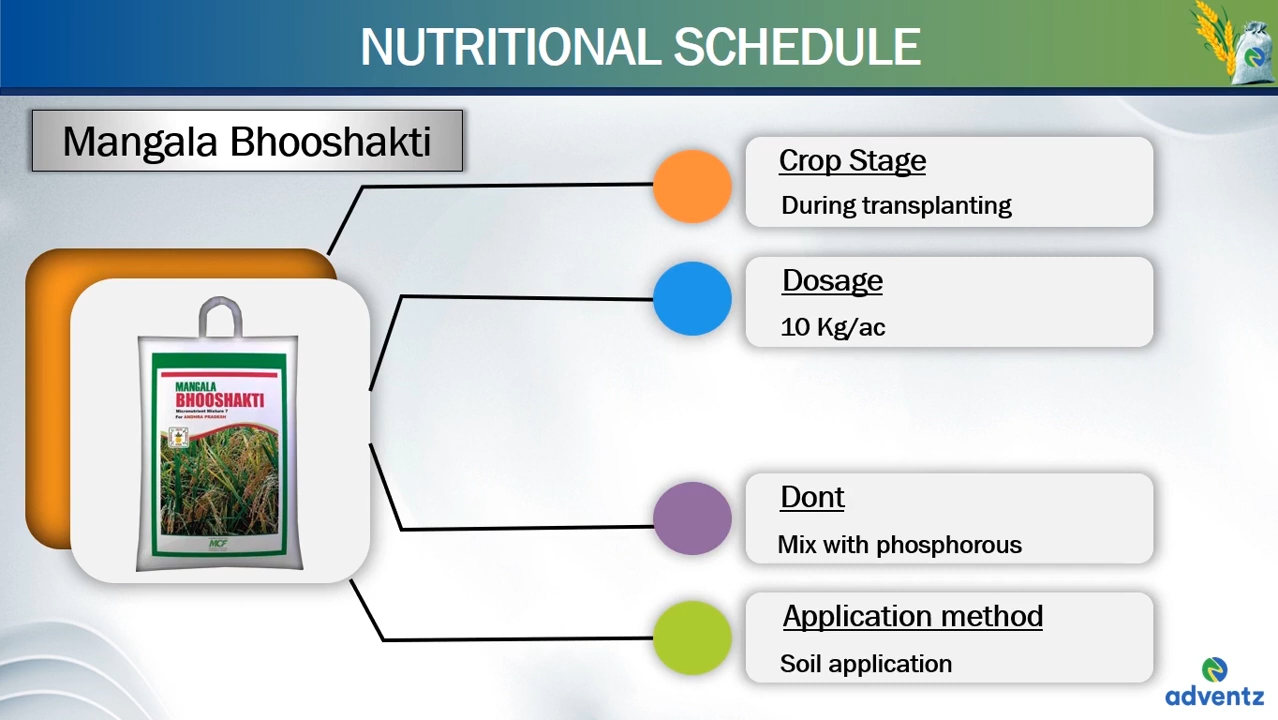 NUTRITIONAL SCHEDULE
Mangala Bhooshakti
Crop Stage
During transplanting
Dosage
10 Kg/ac
MANGALA
BHOOSHAKTI
Micronutrient Mixture 7
For ANDHRA PRADESH
MCF
Dont
Mix with phosphorous
Application method
Soil application
adventz